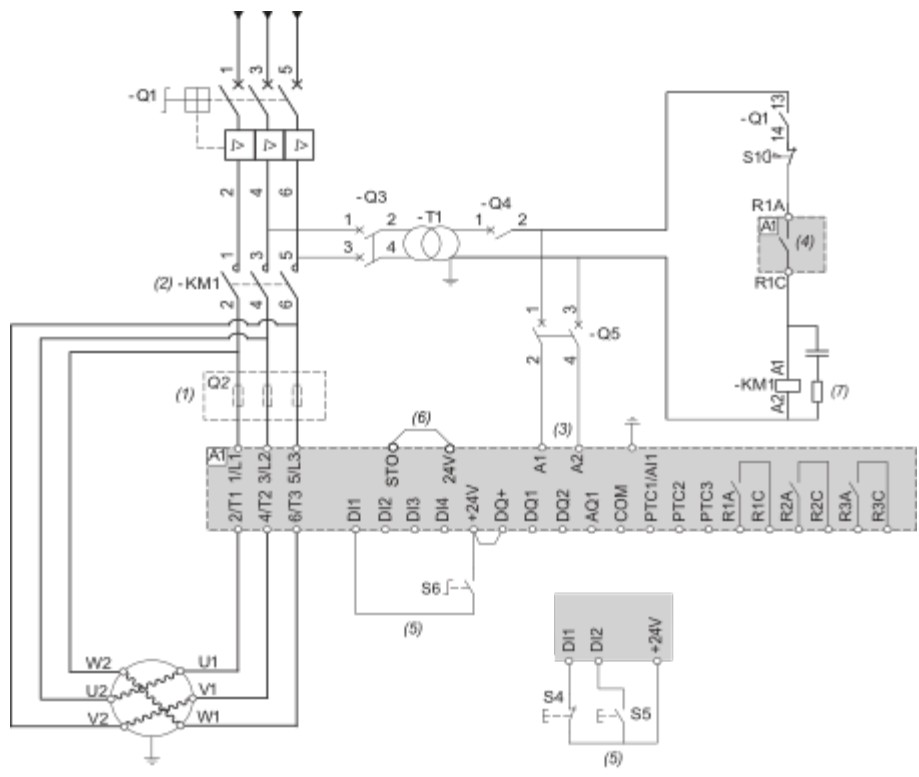 1 3 5
-Q1
I> I> I>
2 4 6
-Q3
1 2
3 4
-T1
-Q4
1 2
13
-Q1
14
S1
R1A
A1
(4)
R1C
(2) -KM1
1 3 5
2 4 6
1 3
-Q5
2 4
A1
-KM1
A2
(7)
(1)
Q2
(6)
(3)
A1
1/L1 3/L2 5/L3
STO 24V A1 A2
2/T1 4/T2 6/T3
DI1 DI2 DI3 DI4 +24V DQ+ DQ1 DQ2 AQ1 COM PTC1/AI1 PTC2 PTC3 R1A R1C R2A R2C R3A R3C
S6
(5)
DI1 DI2 +24V
S4 S5
(5)
W2 U1
U2 V1
V2 W1